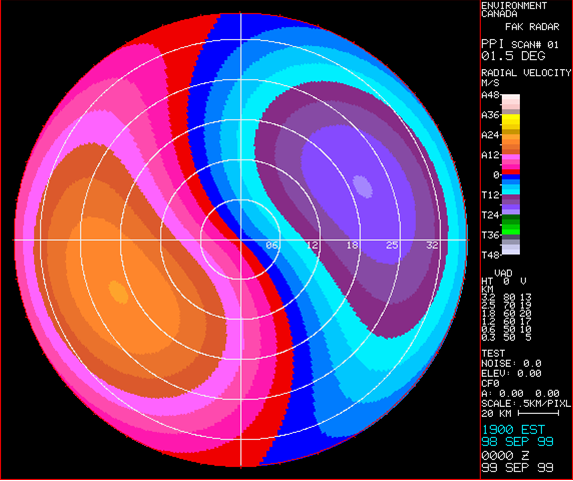 ENVIRONMENT
CANADA
FAK RADAR
PPI SCAN# 01
01.5 DEG
RADIAL VELOCITY
M/S
A48
A36
A24
A12
0
T12
T24
T36
T48
06 12 18 25 32
VAD
HT θ V
KM
3.2 80 13
2.5 70 19
1.8 60 20
1.2 60 17
0.6 50 10
0.3 50 5
TEST
NOISE: 0.0
ELEV: 0.00
CF0
A: 0.00 0.00
SCALE:.5KM/PIXL
20 KM
1900 EST
98 SEP 99
0000 Z
99 SEP 99